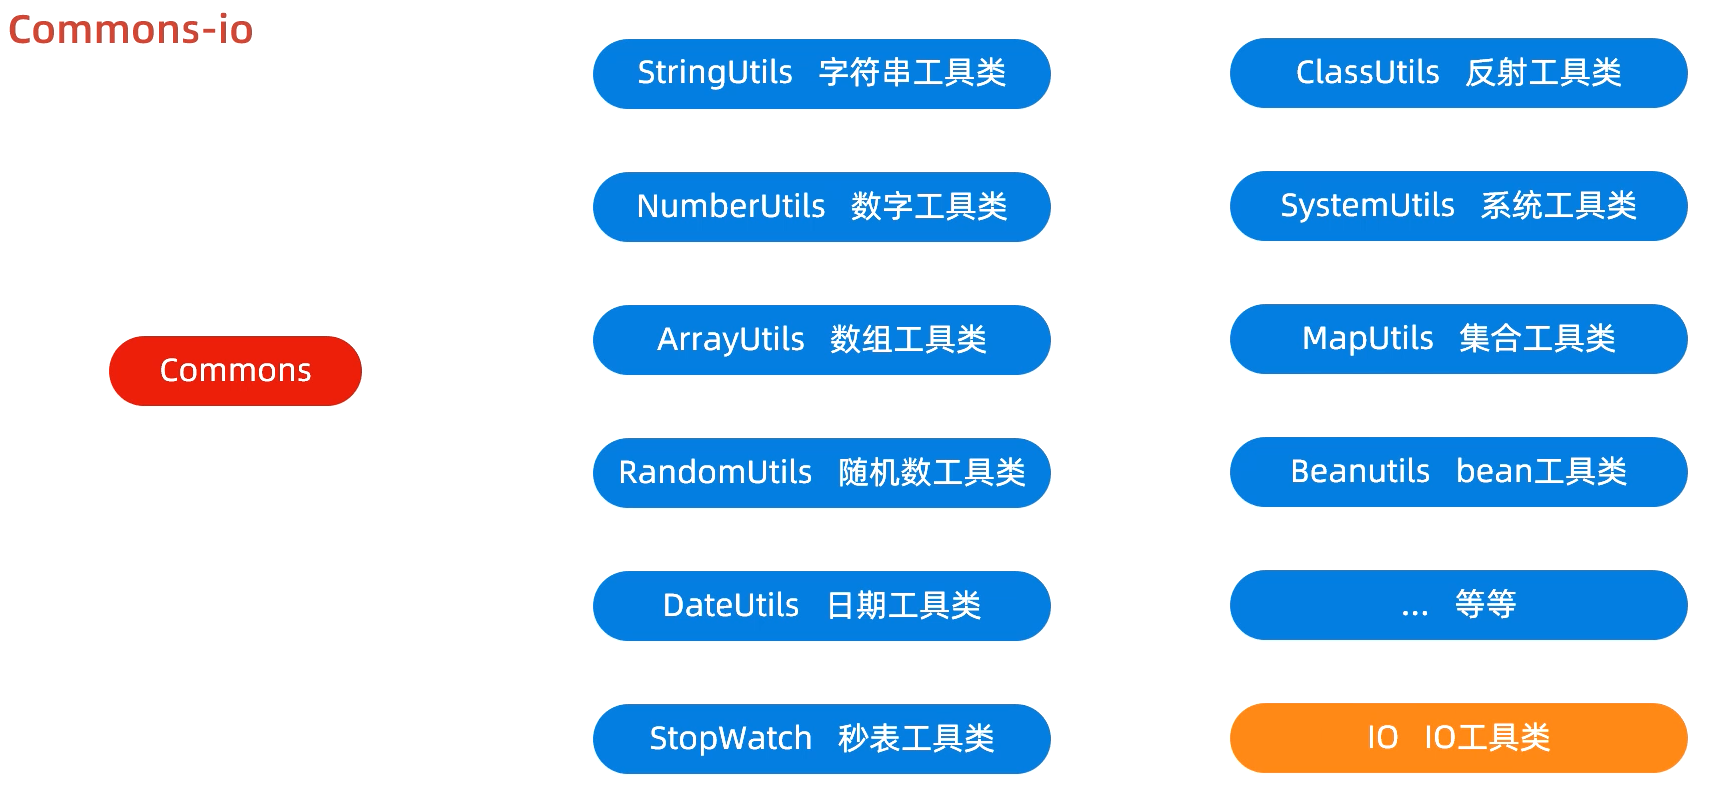 Commons-io
Commons
StringUtils 字符串工具类
NumberUtils 数字工具类
ArrayUtils 数组工具类
RandomUtils 随机数工具类
DateUtils 日期工具类
StopWatch 秒表工具类
ClassUtils 反射工具类
SystemUtils 系统工具类
MapUtils 集合工具类
Beanutils bean工具类
... 等等
IO IO工具类